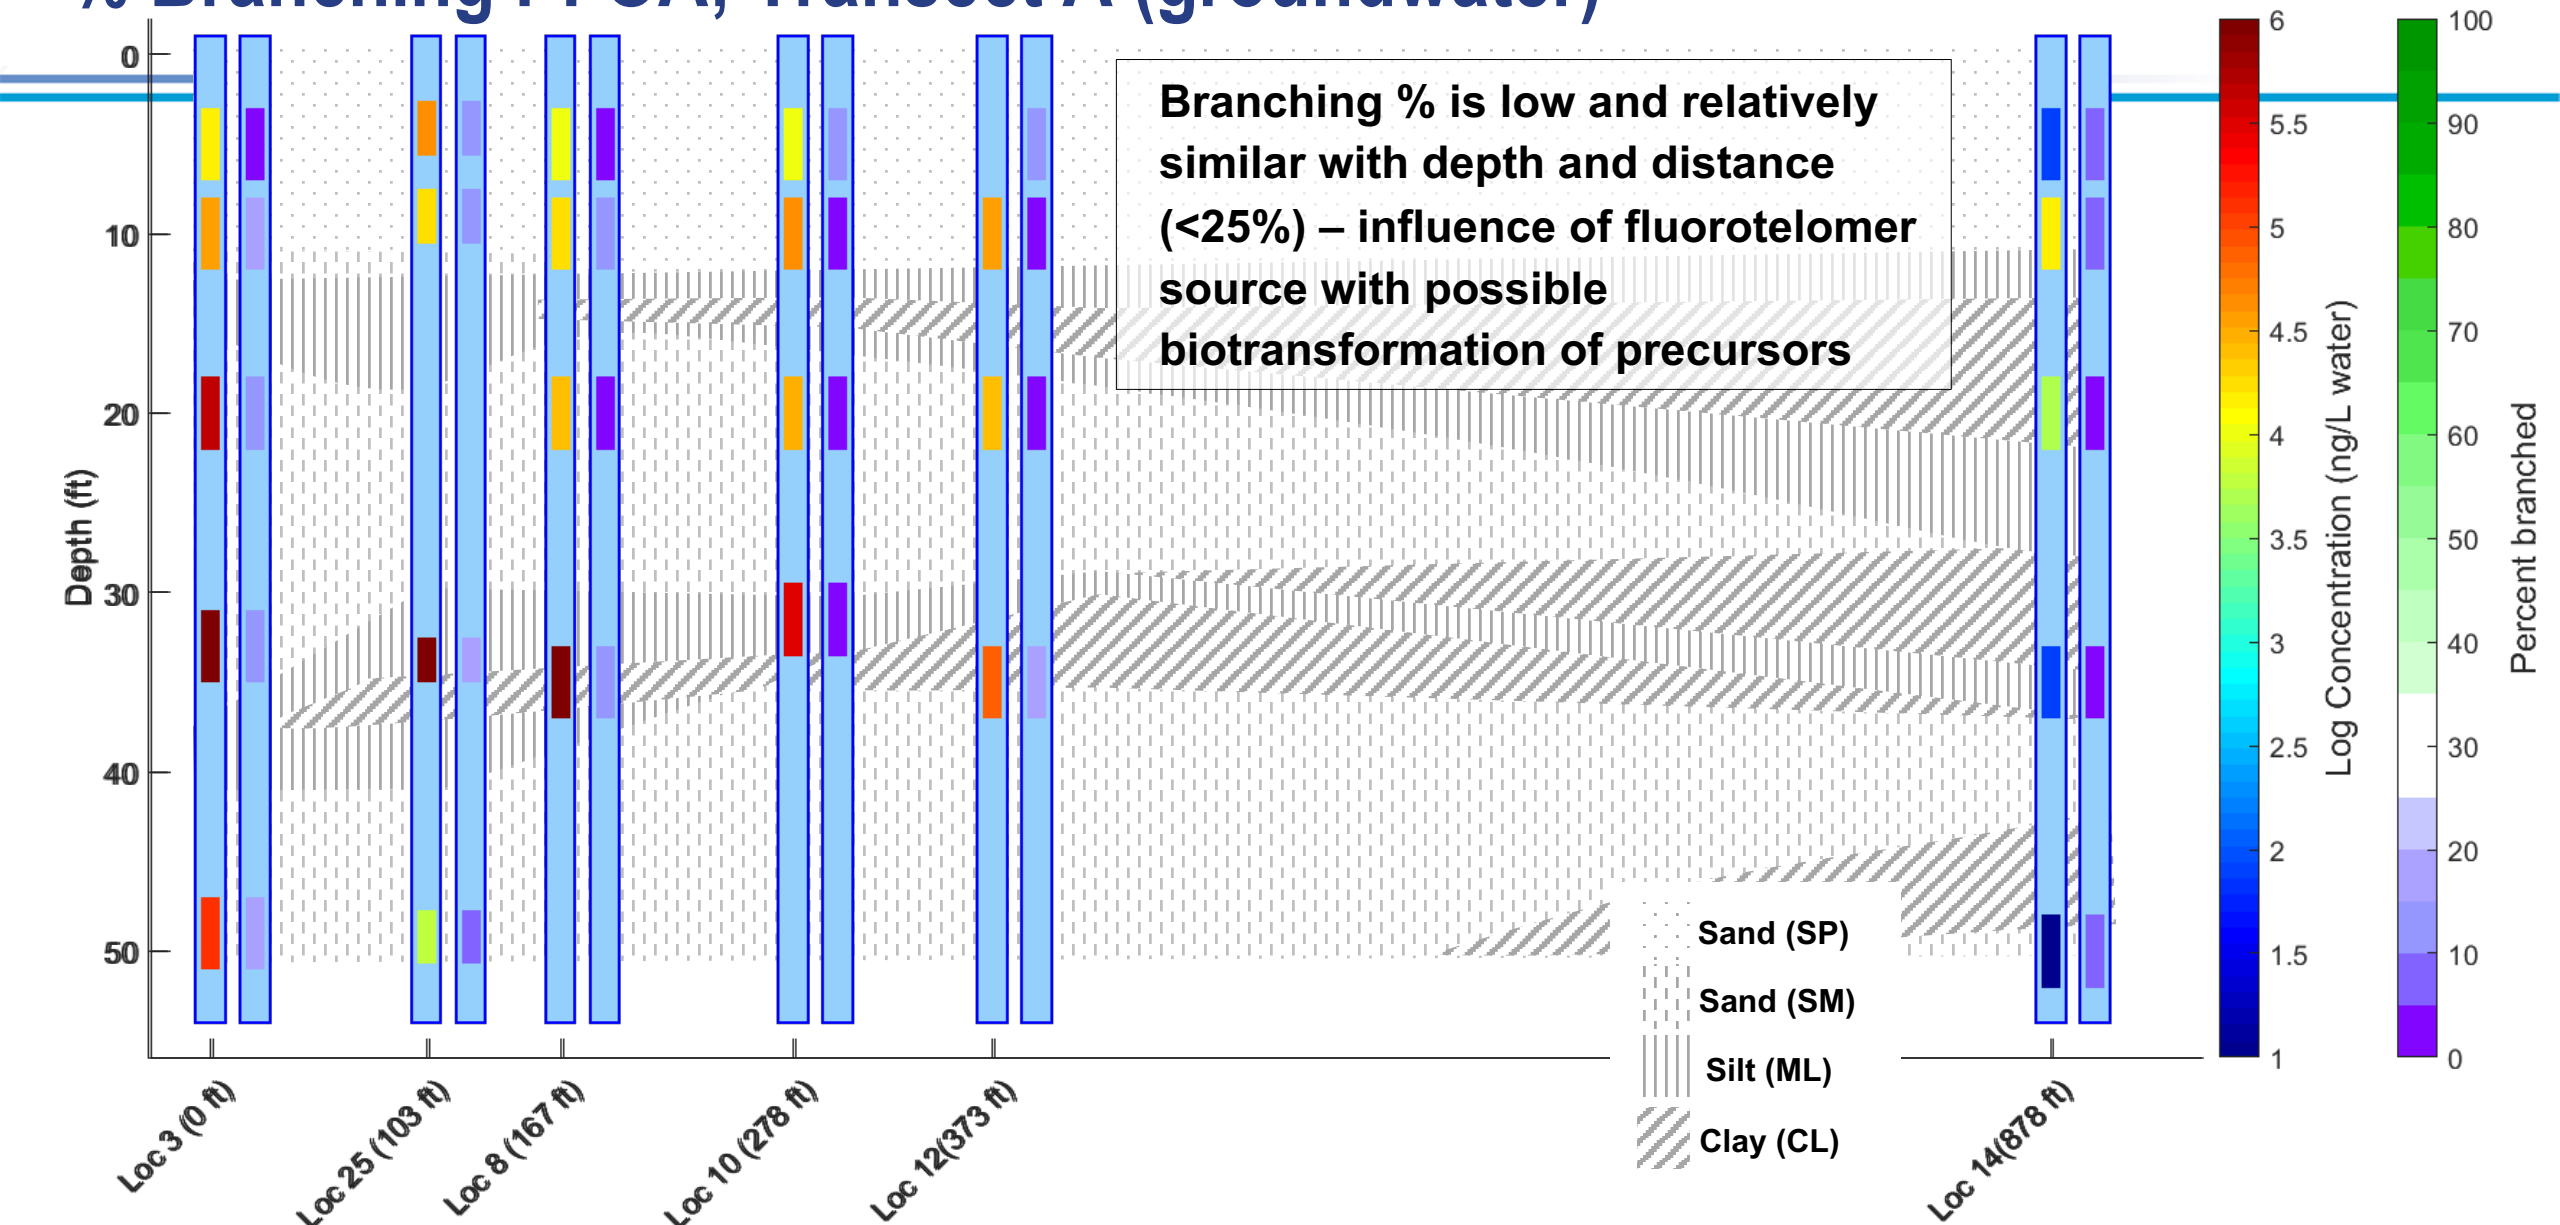 % Branching PFOA, Transect A (groundwater)
Branching % is low and relatively
similar with depth and distance
(<25%) – influence of fluorotelomer
source with possible
biotransformation of precursors
Depth (ft)
0
10
20
30
40
50
Loc 3 (0 ft)
Loc 25 (103 ft)
Loc 8 (167 ft)
Loc 10 (278 ft)
Loc 12(373 ft)
Loc 14(878 ft)
Sand (SP)
Sand (SM)
Silt (ML)
Clay (CL)
6
5.5
5
4.5
4
3.5
3
2.5
2
1.5
1
Log Concentration (ng/L water)
100
90
80
70
60
50
40
30
20
10
0
Percent branched